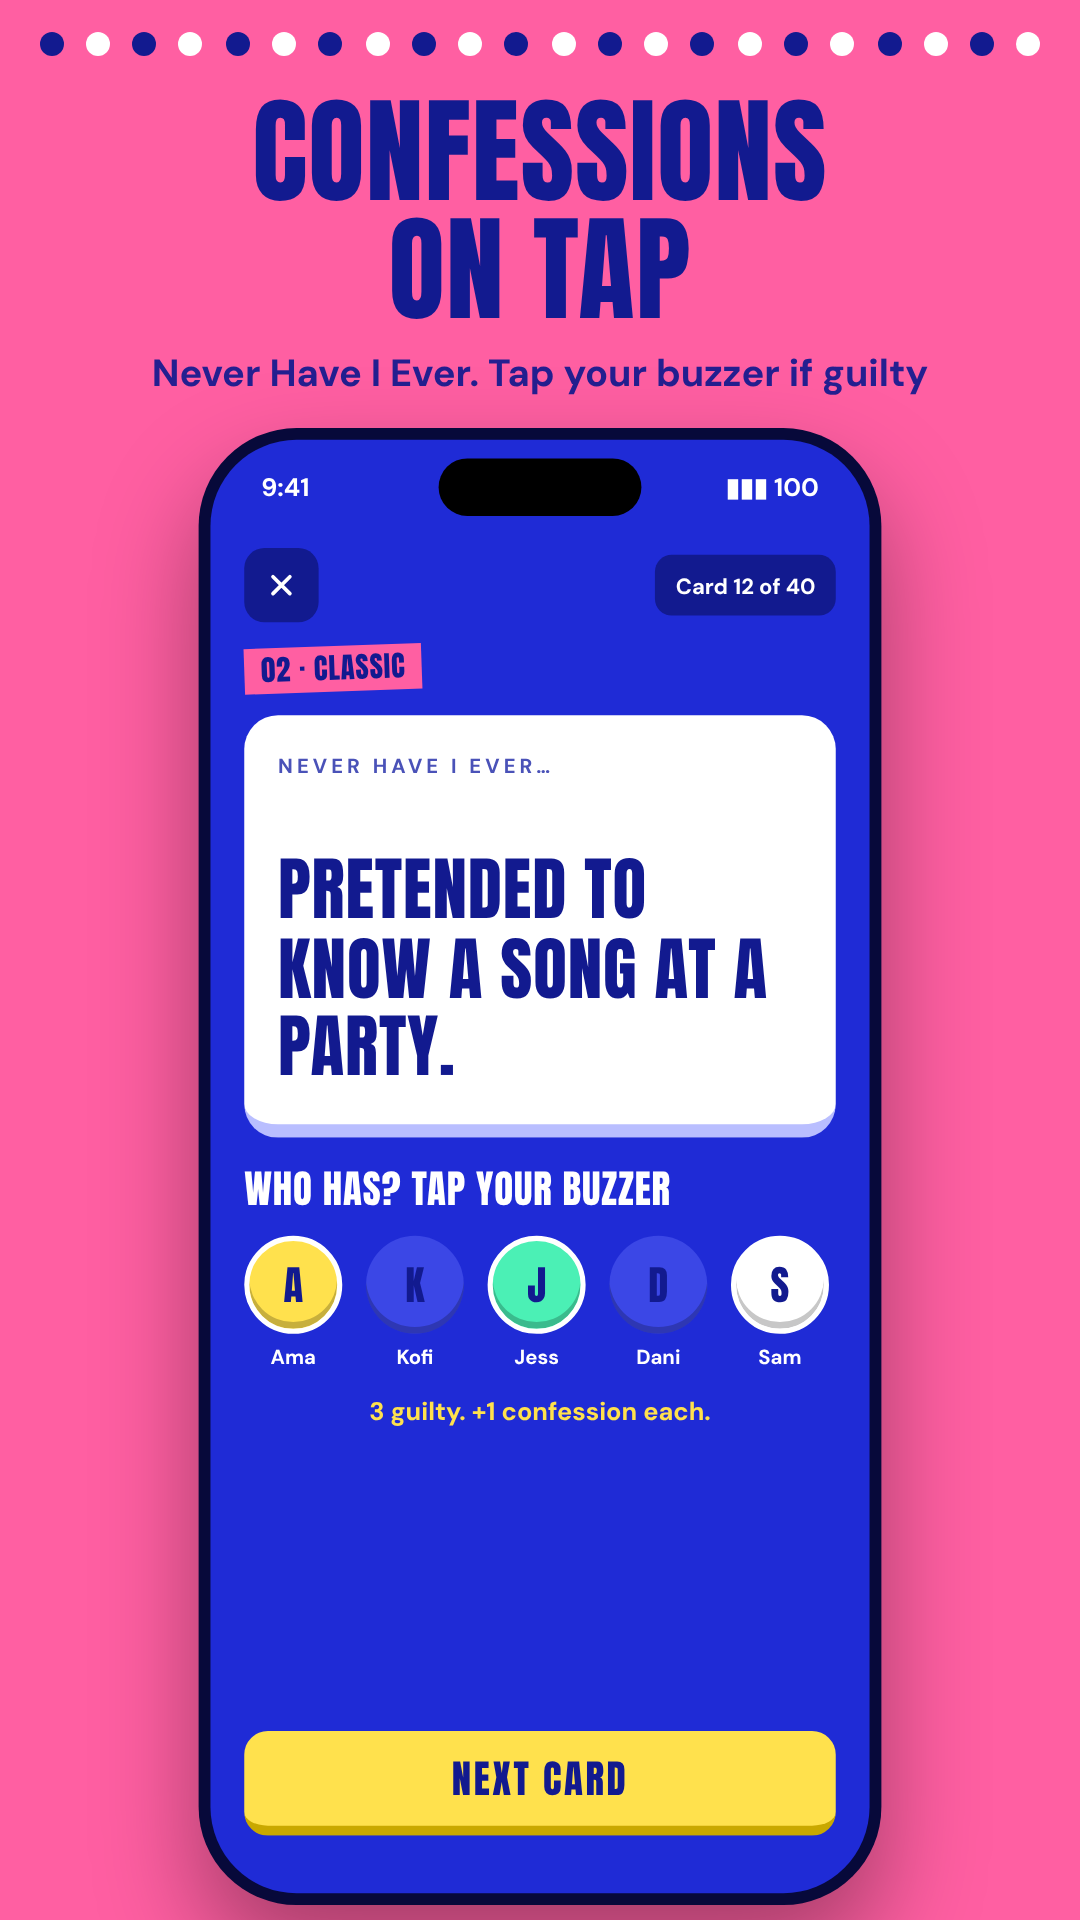 CONFESSIONS
ON TAP
Never Have I Ever. Tap your buzzer if guilty
9:41
100
Card 12 of 40
02 · CLASSIC
NEVER HAVE I EVER…
PRETENDED TO
KNOW A SONG AT A
PARTY.
WHO HAS? TAP YOUR BUZZER
A K J D S
Ama Kofi Jess Dani Sam
3 guilty. +1 confession each.
NEXT CARD